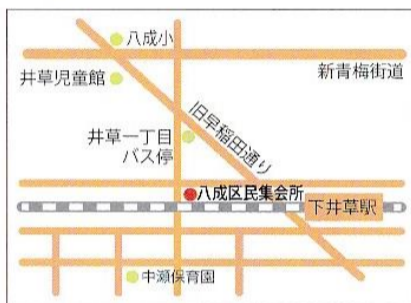 八成小
新青梅街道
井草児童館
旧早稲田通り
井草一丁目
バス停
八成区民集会所
下井草駅
中瀬保育園